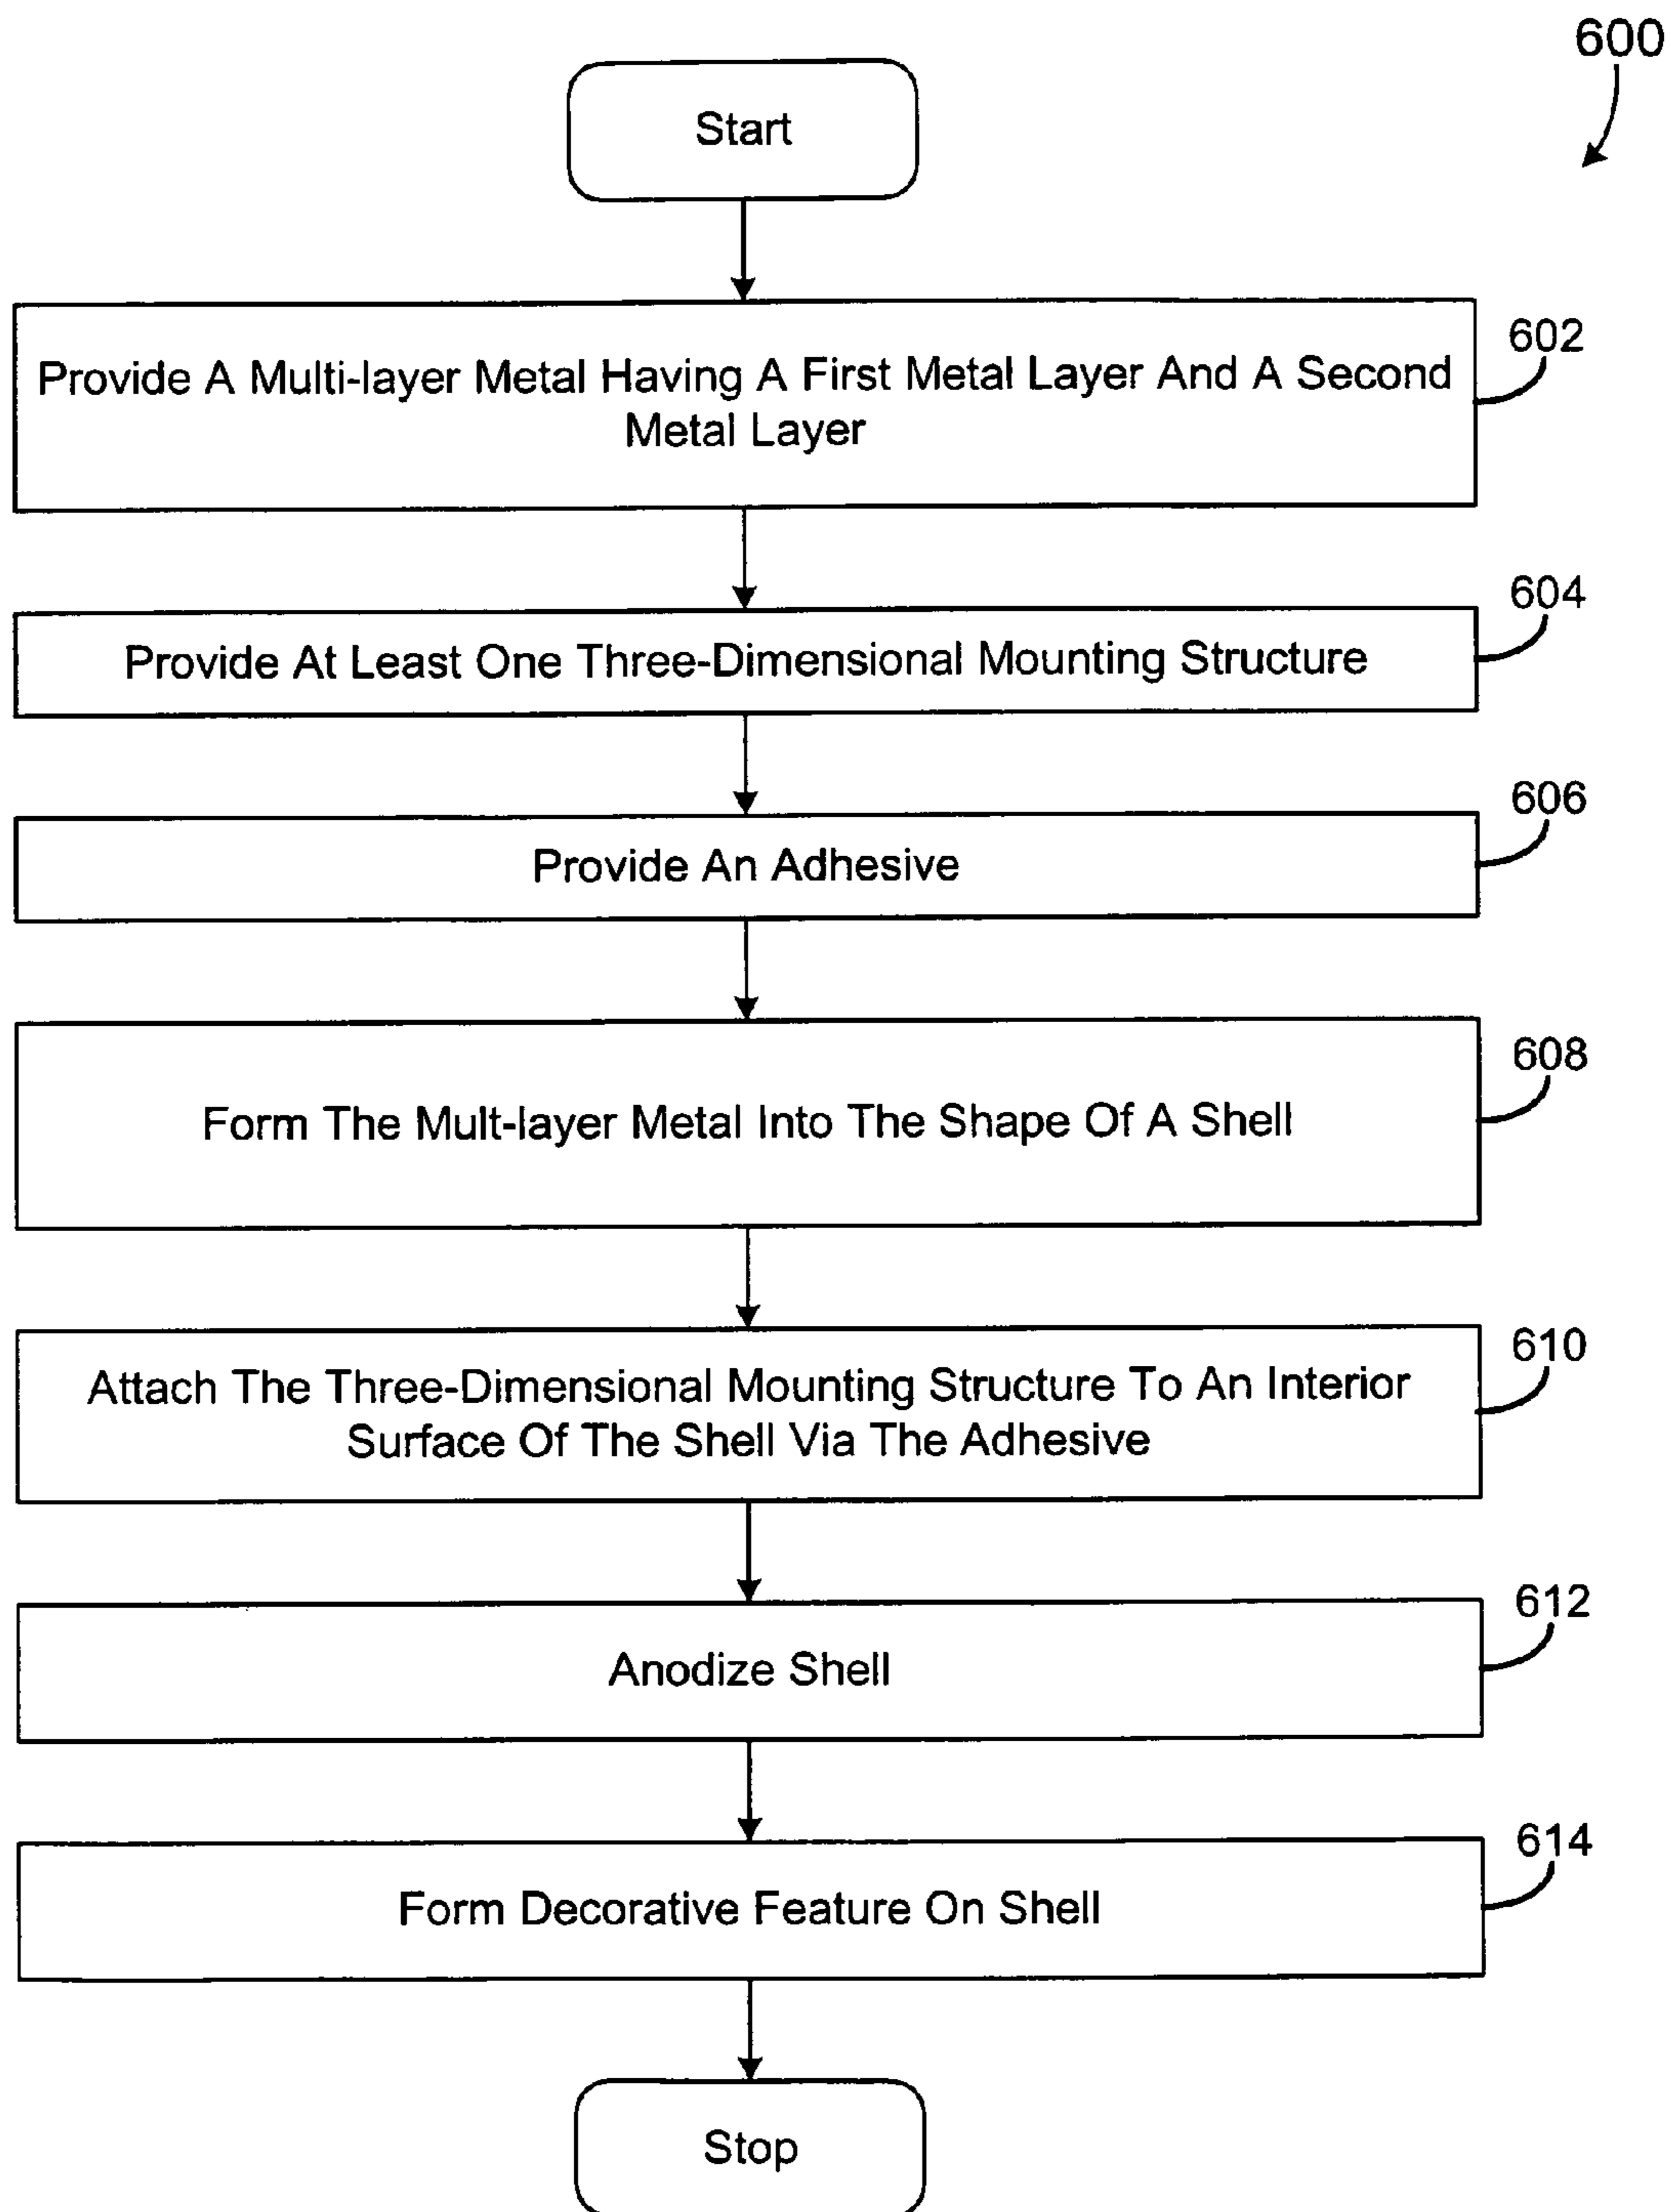 600
Start
602
Provide A Multi-layer Metal Having A First Metal Layer And A Second
Metal Layer
604
Provide At Least One Three-Dimensional Mounting Structure
606
Provide An Adhesive
608
Form The Mult-layer Metal Into The Shape Of A Shell
610
Attach The Three-Dimensional Mounting Structure To An Interior
Surface Of The Shell Via The Adhesive
612
Anodize Shell
614
Form Decorative Feature On Shell
Stop